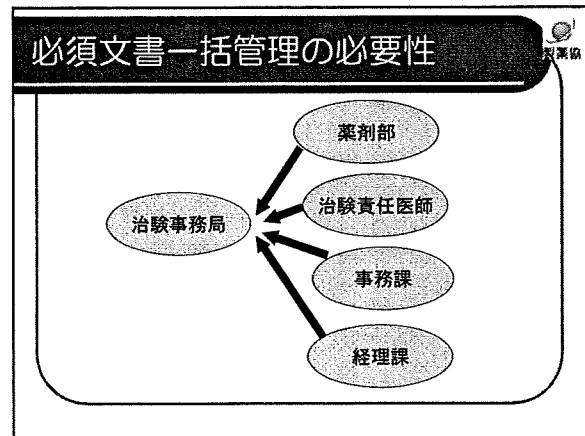 必須文書一括管理の必要性
薬剤部
治験責任医師
治験事務局
事務課
経理課